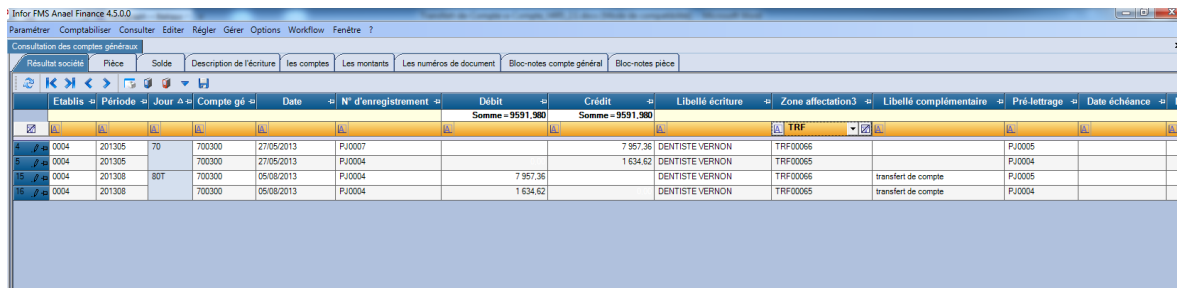 Infor FMS Anael Finance 4.5.0.0
Paramétrer Comptabiliser Consulter Editer Régler Gérer Options Workflow Fenêtre ?
Consultation des comptes généraux
Résultat société Pièce Solde Description de l'écriture les comptes Les montants Les numéros de document Bloc-notes compte général Bloc-notes pièce
Etablis Période Jour Compte gé Date N° d'enregistrement Débit Crédit Libellé écriture Zone affectation3 Libellé complémentaire Pré-lettrage Date échéance
Somme = 9591,980 Somme = 9591,980
TRF
4 0004 201305 70 700300 27/05/2013 PJ0007 7 957,36 DENTISTE VERNON TRF00066 PJ0005
5 0004 201305 700300 27/05/2013 PJ0004 1 634,62 DENTISTE VERNON TRF00065 PJ0004
15 0004 201308 80T 700300 05/08/2013 PJ0004 7 957,36 DENTISTE VERNON TRF00066 transfert de compte PJ0005
16 0004 201308 700300 05/08/2013 PJ0004 1 634,62 DENTISTE VERNON TRF00065 transfert de compte PJ0004